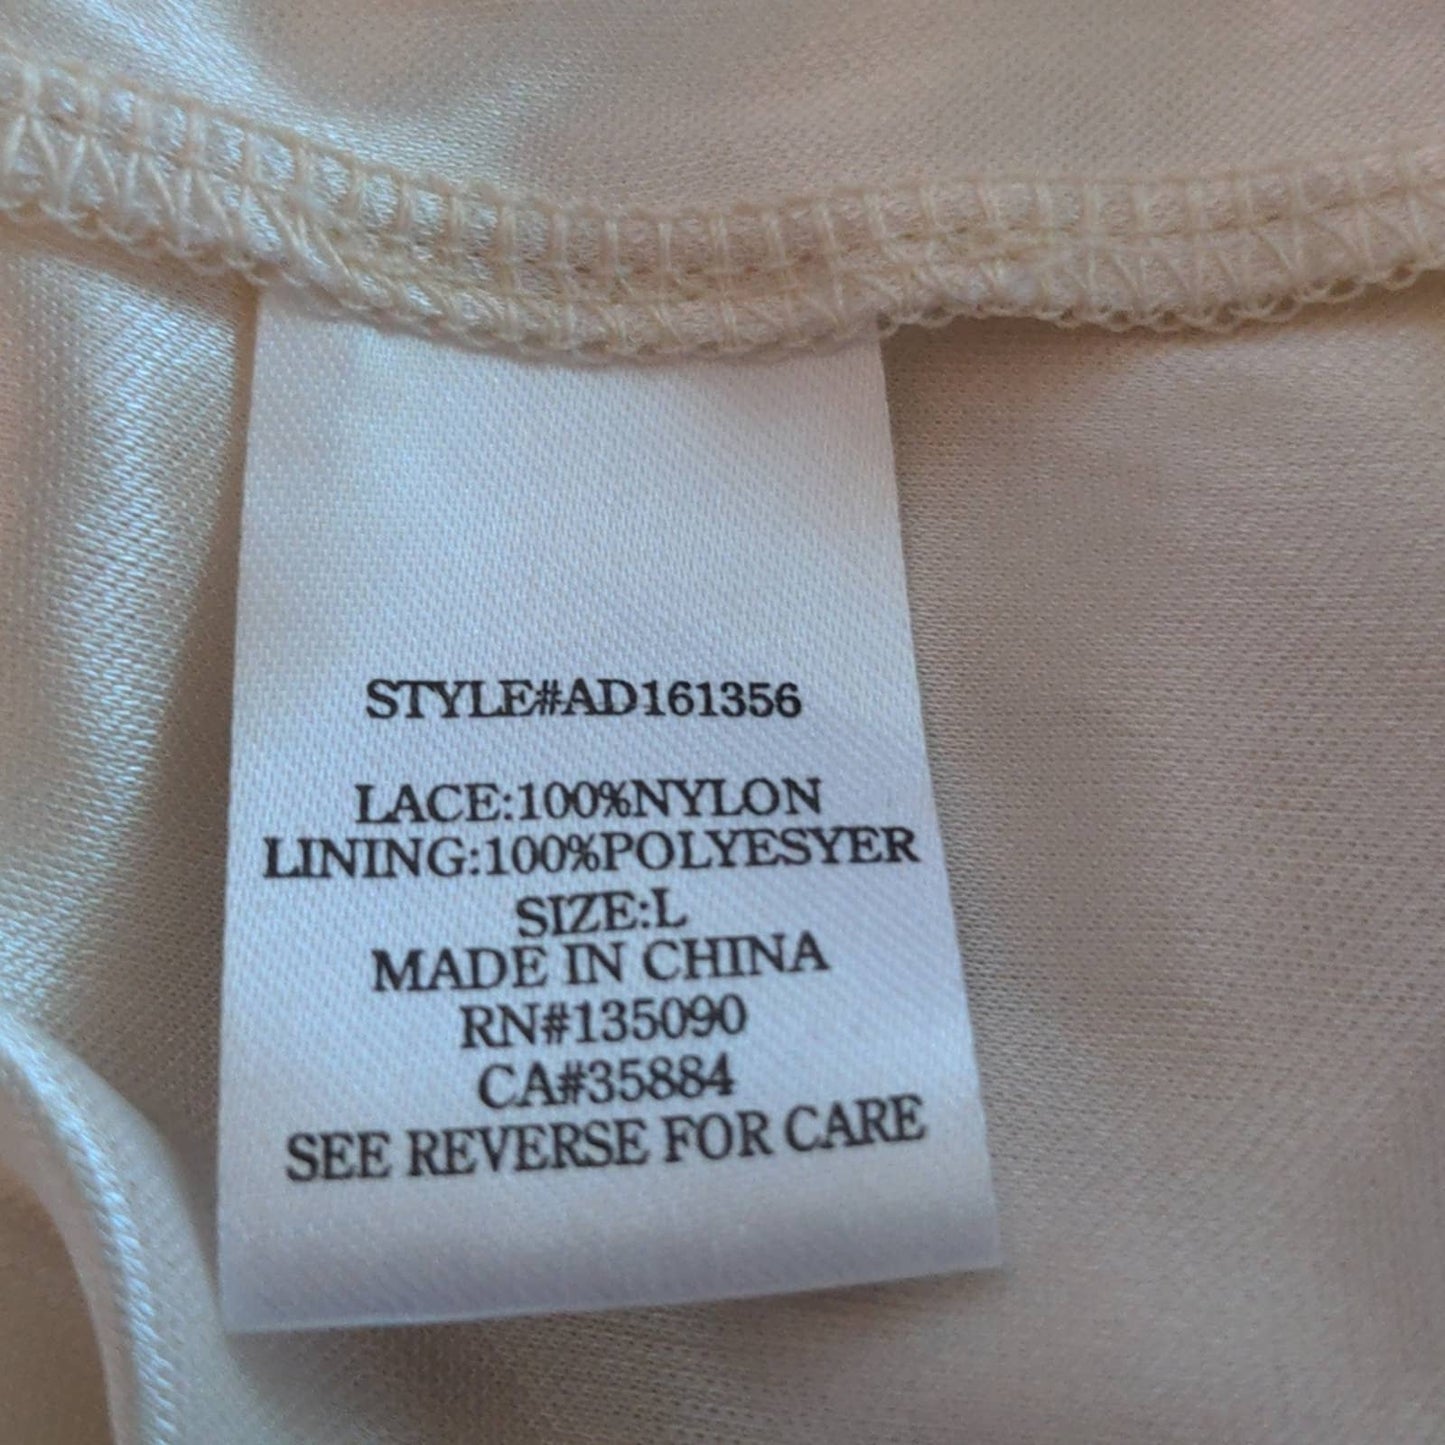 STYLE#AD161356
LACE:100%NYLON
LINING:100%POLYESYER
SIZE:L
MADE IN CHINA
RN#135090
CA#35884
SEE REVERSE FOR CARE